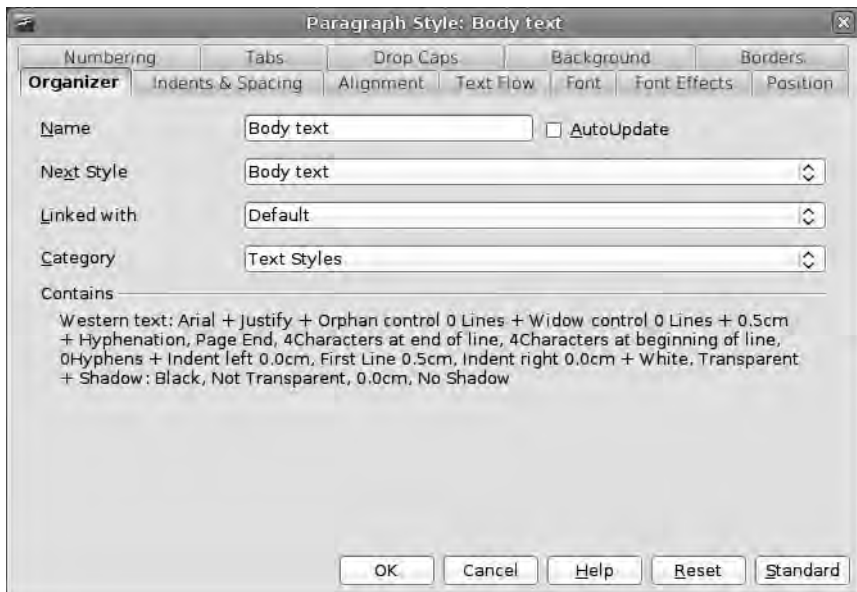 Paragraph Style: Body text
Numbering Tabs Drop Caps Background Borders
Organizer Indents & Spacing Alignment Text Flow Font Font Effects Position
Name Body text AutoUpdate
Next Style Body text
Linked with Default
Category Text Styles
Contains
Western text: Arial + Justify + Orphan control 0 Lines + Widow control 0 Lines + 0.5cm
+ Hyphenation, Page End, 4Characters at end of line, 4Characters at beginning of line,
0Hyphens + Indent left 0.0cm, First Line 0.5cm, Indent right 0.0cm + White, Transparent
+ Shadow: Black, Not Transparent, 0.0cm, No Shadow
OK Cancel Help Reset Standard